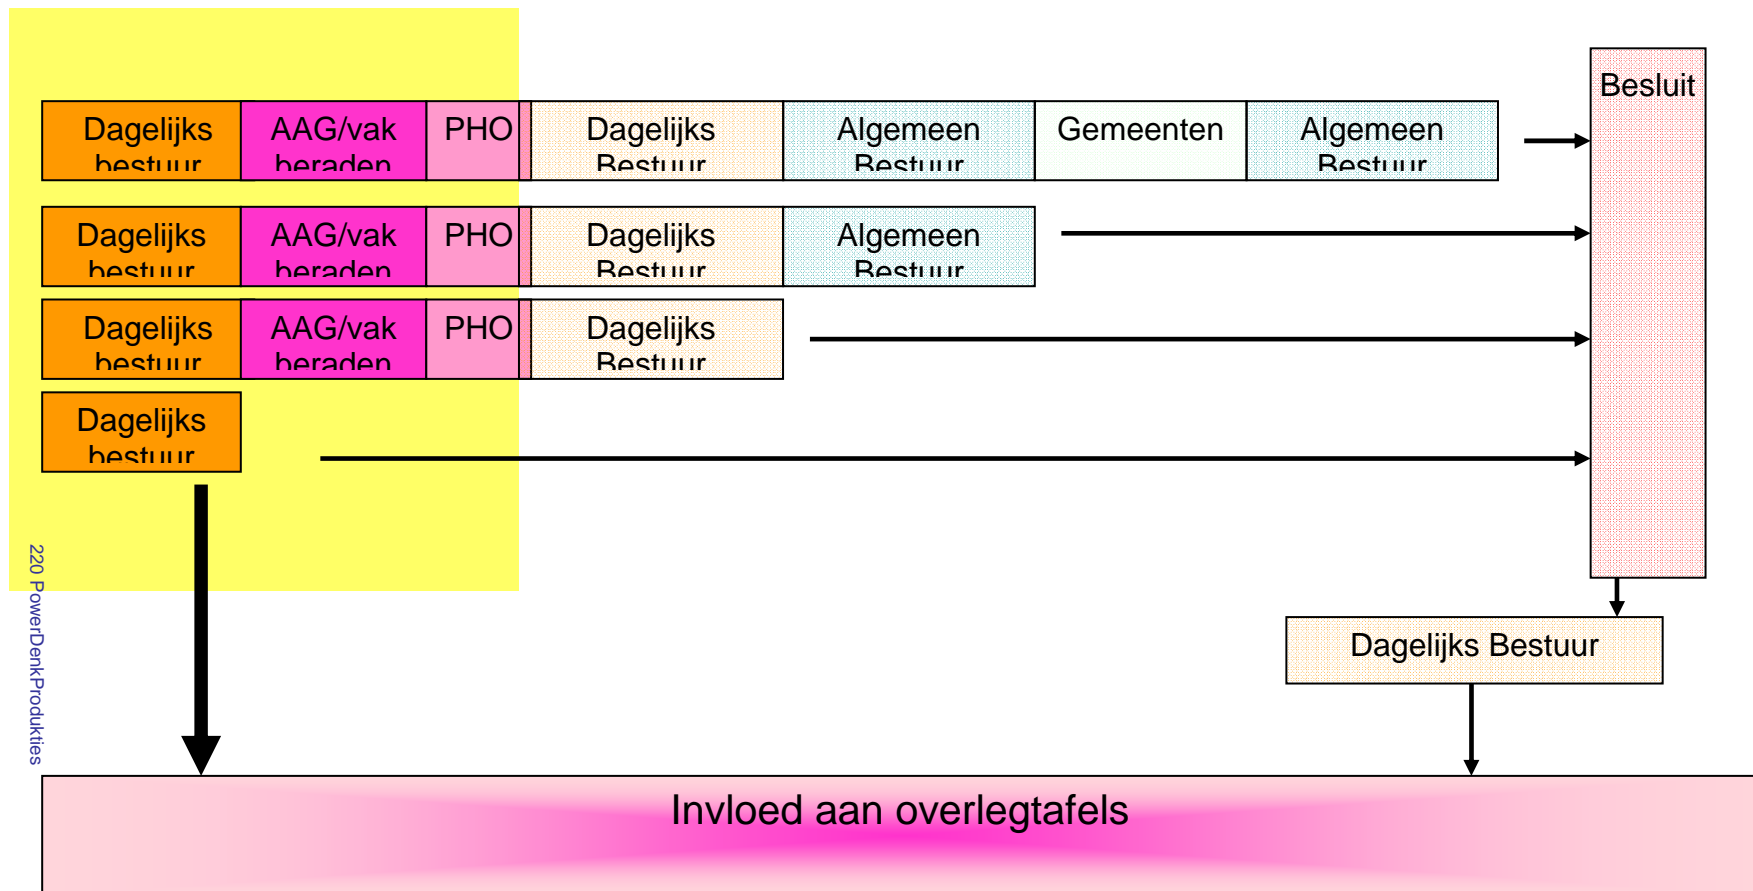 Besluit
Dagelijks bestuur
AAG/vak beraden
PHO
Dagelijks Bestuur
Algemeen Bestuur
Gemeenten
Algemeen Bestuur
Dagelijks bestuur
AAG/vak beraden
PHO
Dagelijks Bestuur
Algemeen Bestuur
Dagelijks bestuur
AAG/vak beraden
PHO
Dagelijks Bestuur
Dagelijks bestuur
220 PowerDenkProdukties
Dagelijks Bestuur
Invloed aan overlegtafels